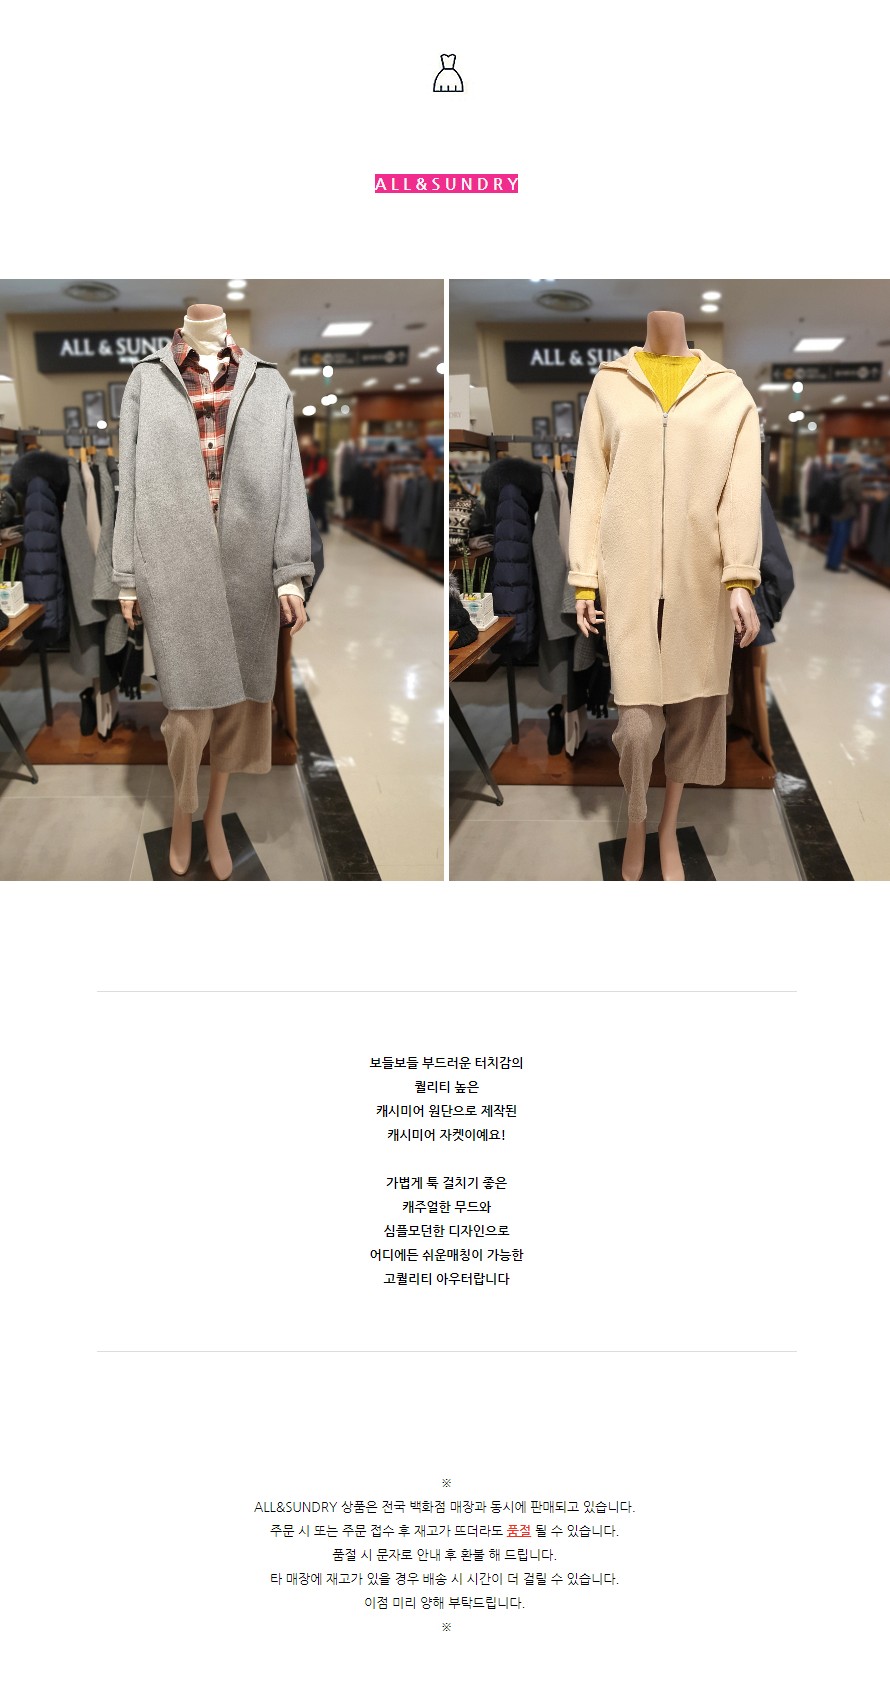 ALL&SUNDRY
ALL & SUND
ALL & SUN
보들보들 부드러운 터치감의
퀄리티 높은
캐시미어 원단으로 제작된
캐시미어 자켓이예요!
가볍게 툭 걸치기 좋은
캐주얼한 무드와
심플모던한 디자인으로
어디에든 쉬운매칭이 가능한
고퀄리티 아우터랍니다
※
ALL&SUNDRY 상품은 전국 백화점 매장과 동시에 판매되고 있습니다.
주문 시 또는 주문 접수 후 재고가 뜨더라도 품절 될 수 있습니다.
품절 시 문자로 안내 후 환불 해 드립니다.
타 매장에 재고가 있을 경우 배송 시 시간이 더 걸릴 수 있습니다.
이점 미리 양해 부탁드립니다.
※